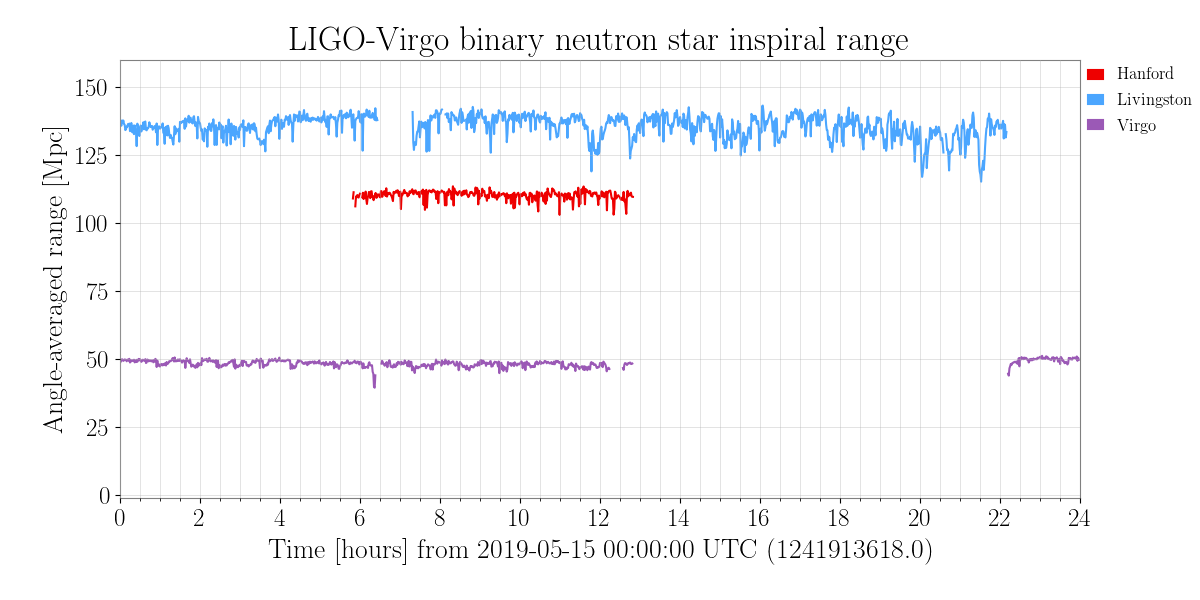 LIGO-Virgo binary neutron star inspiral range
Angle-averaged range [Mpc]
150
125
100
75
50
25
0
0 2 4 6 8 10 12 14 16 18 20 22 24
Time [hours] from 2019-05-15 00:00:00 UTC (1241913618.0)
Hanford
Livingston
Virgo